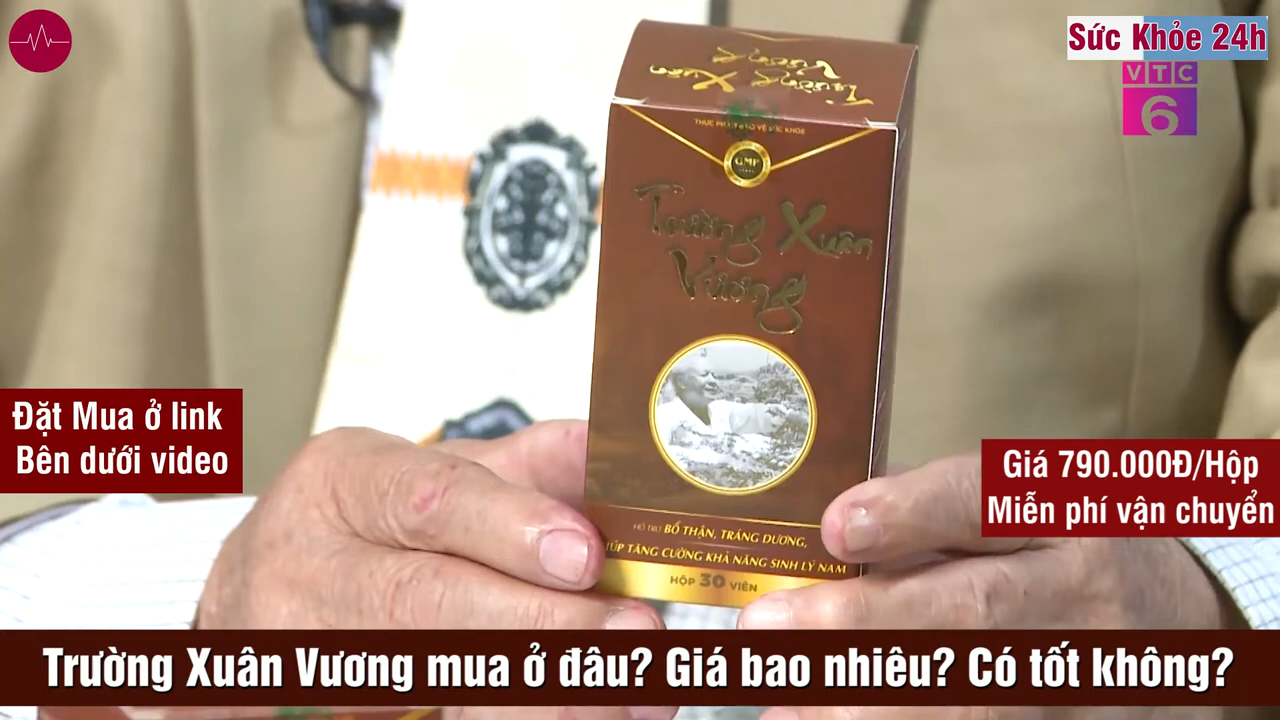 Sức Khỏe 24h
VTC
6
Trường Xuân
Vương
THỰC PHẨM BẢO VỆ SỨC KHỎE
GMP
Trường Xuân
Vương
Đặt Mua ở link
Bên dưới video
Giá 790.000Đ/Hộp
Miễn phí vận chuyển
HỖ TRỢ BỔ THẬN, TRÁNG DƯƠNG,
GIÚP TĂNG CƯỜNG KHẢ NĂNG SINH LÝ NAM
HỘP 30 VIÊN
Trường Xuân Vương mua ở đâu? Giá bao nhiêu? Có tốt không?